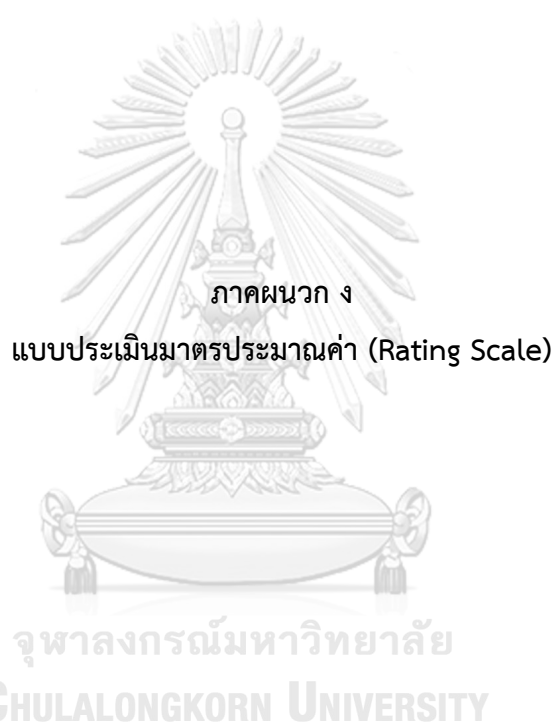 ภาคผนวก ง
แบบประเมินมาตรประมาณค่า (Rating Scale)
จุฬาลงกรณ์มหาวิทยาลัย
CHULALONGKORN UNIVERSITY